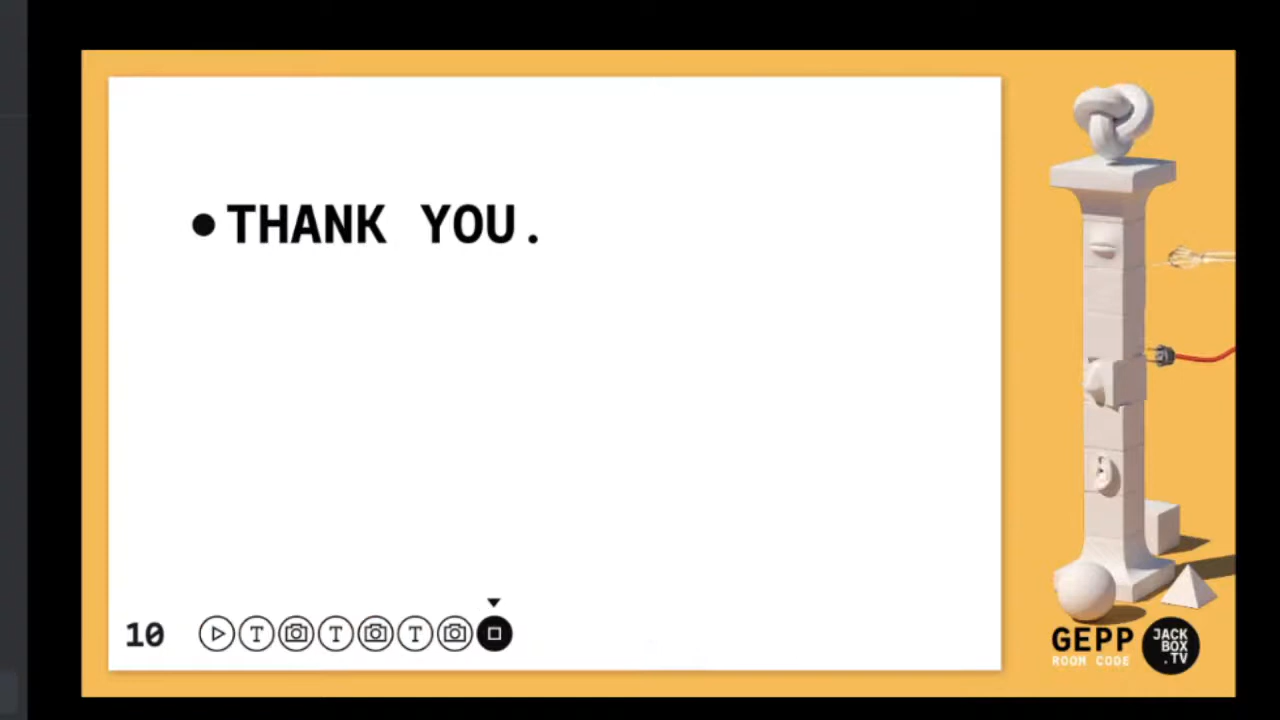 THANK YOU.
10
T T T
GEPP
ROOM CODE
JACK
BOX
.TV